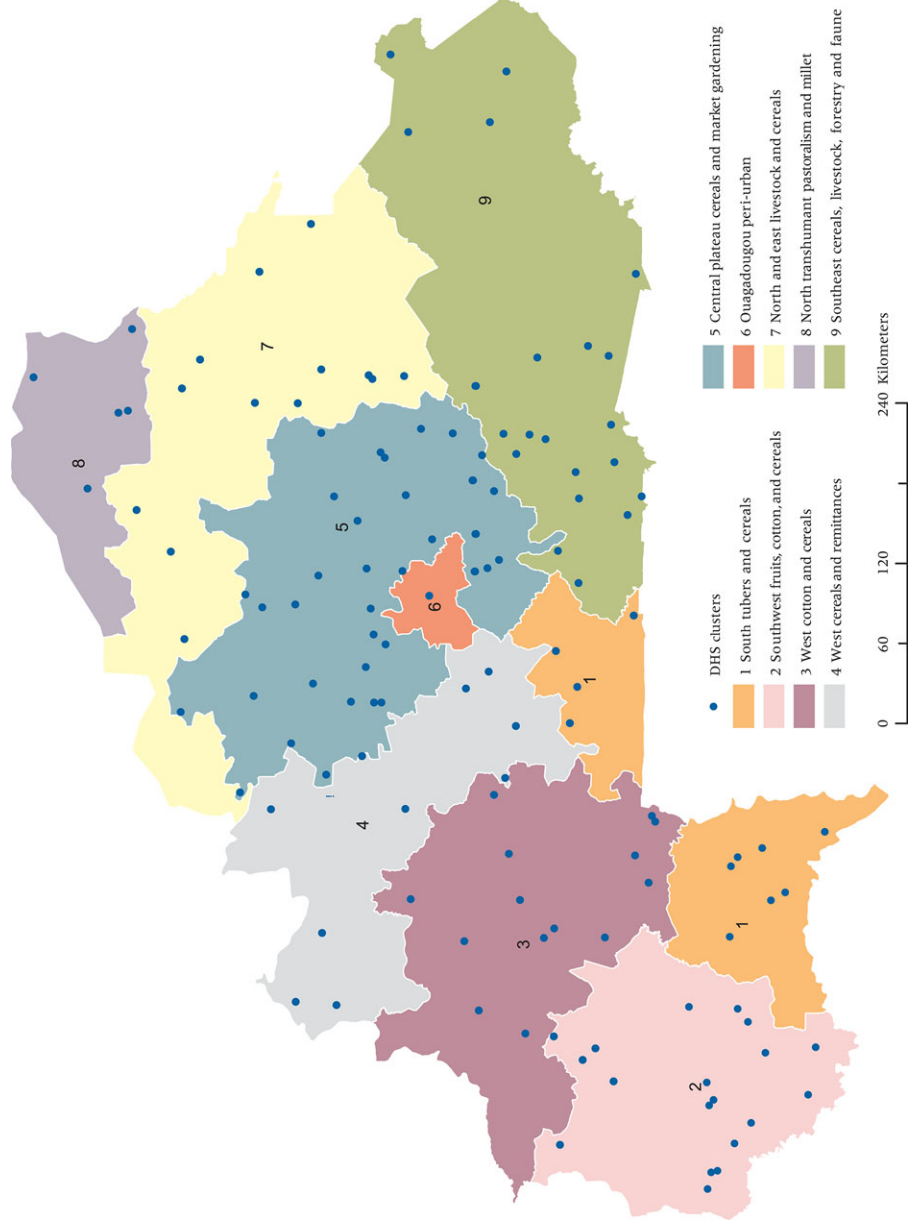 8
7
5
9
6
4
1
3
1
2
DHS clusters
1 South tubers and cereals
2 Southwest fruits, cotton, and cereals
3 West cotton and cereals
4 West cereals and remittances
5 Central plateau cereals and market gardening
6 Ouagadougou peri-urban
7 North and east livestock and cereals
8 North transhumant pastoralism and millet
9 Southeast cereals, livestock, forestry and faune
0 60 120 240 Kilometers